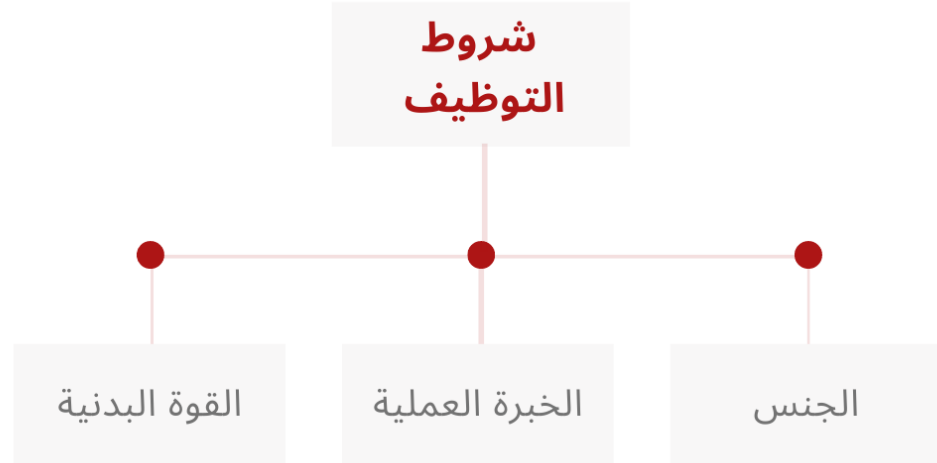 شروط
التوظيف
الجنس
الخبرة العملية
القوة البدنية